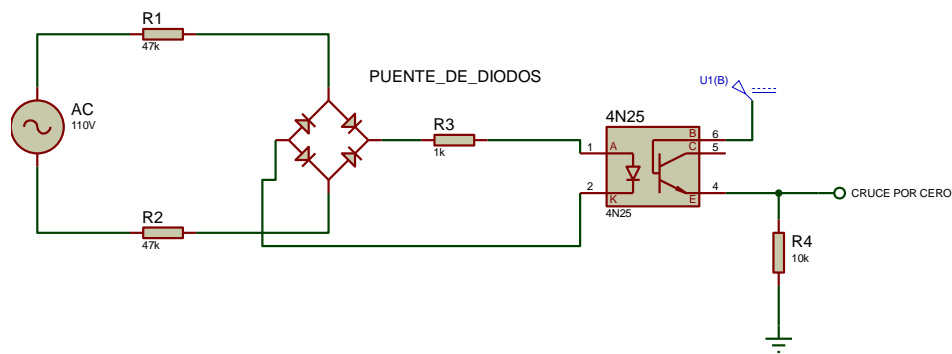 R1
47k
AC
110V
R2
47k
PUENTE_DE_DIODOS
R3
1k
4N25
1
A
2
K
B
6
C
5
E
4
4N25
U1(B)
CRUCE POR CERO
R4
10k